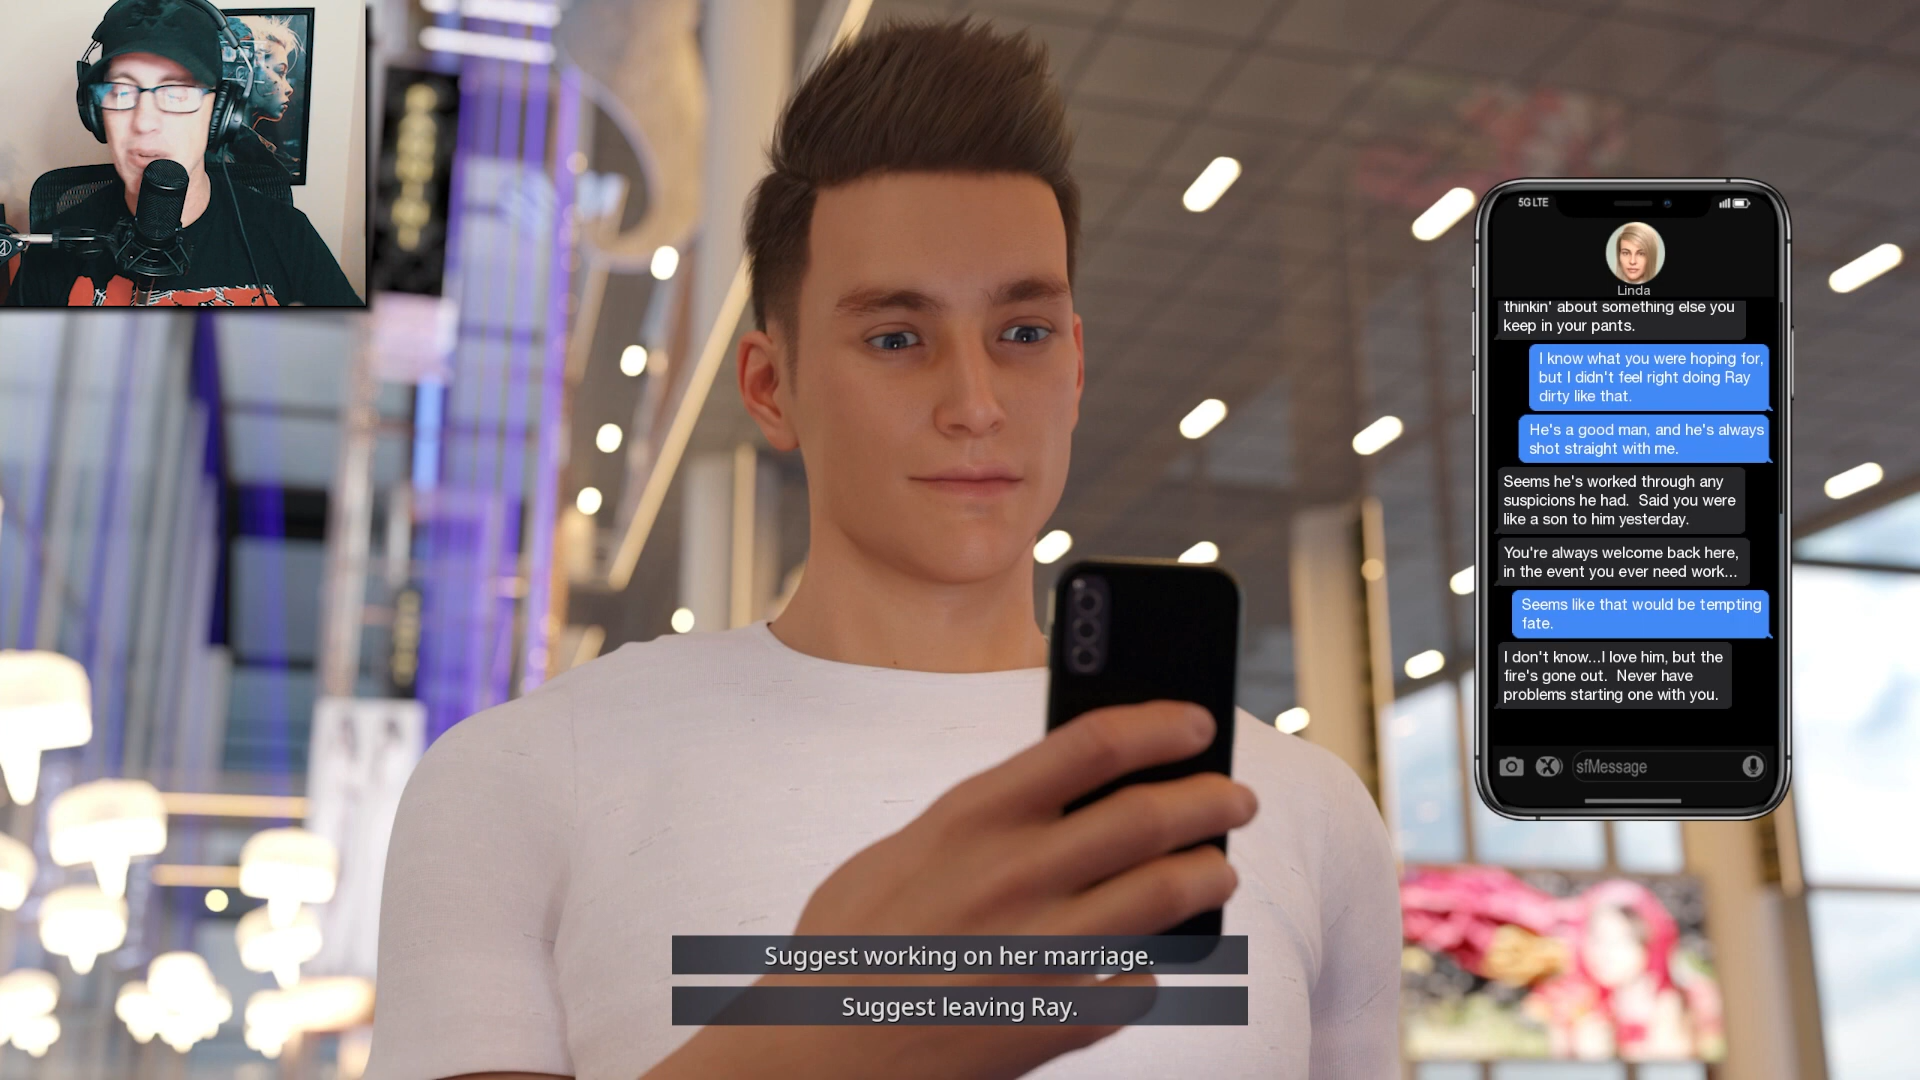 5G LTE
Linda
thinkin' about something else you
keep in your pants.
I know what you were hoping for,
but I didn't feel right doing Ray
dirty like that.
He's a good man, and he's always
shot straight with me.
Seems he's worked through any
suspicions he had.  Said you were
like a son to him yesterday.
You're always welcome back here,
in the event you ever need work...
Seems like that would be tempting
fate.
I don't know...I love him, but the
fire's gone out.  Never have
problems starting one with you.
sfMessage
Suggest working on her marriage.
Suggest leaving Ray.